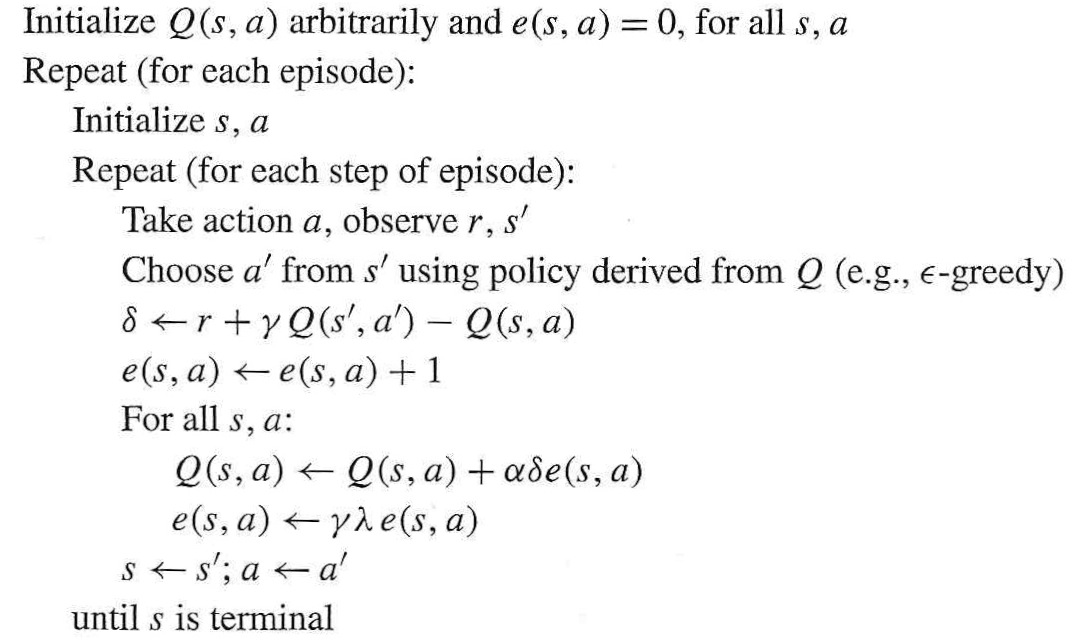 Initialize Q(s, a) arbitrarily and e(s, a) = 0, for all s, a
Repeat (for each episode):
Initialize s, a
Repeat (for each step of episode):
Take action a, observe r, s′
Choose a′ from s′ using policy derived from Q (e.g., ϵ-greedy)
δ ← r + γQ(s′, a′) − Q(s, a)
e(s, a) ← e(s, a) + 1
For all s, a:
Q(s, a) ← Q(s, a) + αδe(s, a)
e(s, a) ← γλe(s, a)
s ← s′; a ← a′
until s is terminal